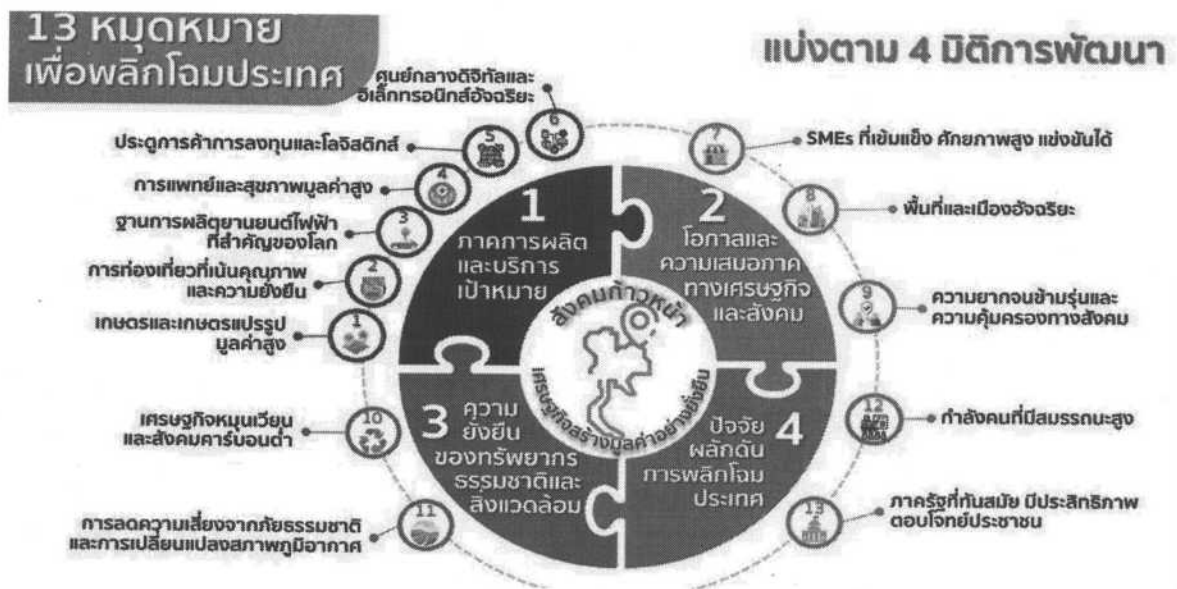 13 หมุดหมาย
เพื่อพลิกโฉมประเทศ
แบ่งตาม 4 มิติการพัฒนา
ศูนย์กลางดิจิทัลและ
อิเล็กทรอนิกส์อัจฉริยะ
6
ประตูการค้าการลงทุนและโลจิสติกส์
5
การแพทย์และสุขภาพมูลค่าสูง
4
ฐานการผลิตยานยนต์ไฟฟ้า
ที่สำคัญของโลก
3
การท่องเที่ยวที่เน้นคุณภาพ
และความยั่งยืน
2
เกษตรและเกษตรแปรรูป
มูลค่าสูง
1
7
SMEs ที่เข้มแข็ง ศักยภาพสูง แข่งขันได้
8
พื้นที่และเมืองอัจฉริยะ
9
ความยากจนข้ามรุ่นและ
ความคุ้มครองทางสังคม
1
ภาคการผลิต
และบริการ
เป้าหมาย
2
โอกาสและ
ความเสมอภาค
ทางเศรษฐกิจ
และสังคม
สังคมก้าวหน้า
เศรษฐกิจสร้างมูลค่าอย่างยั่งยืน
3
ความ
ยั่งยืน
ของทรัพยากร
ธรรมชาติและ
สิ่งแวดล้อม
4
ปัจจัย
ผลักดัน
การพลิกโฉม
ประเทศ
เศรษฐกิจหมุนเวียน
และสังคมคาร์บอนต่ำ
10
การลดความเสี่ยงจากภัยธรรมชาติ
และการเปลี่ยนแปลงสภาพภูมิอากาศ
11
12
กำลังคนที่มีสมรรถนะสูง
13
ภาครัฐที่ทันสมัย มีประสิทธิภาพ
ตอบโจทย์ประชาชน